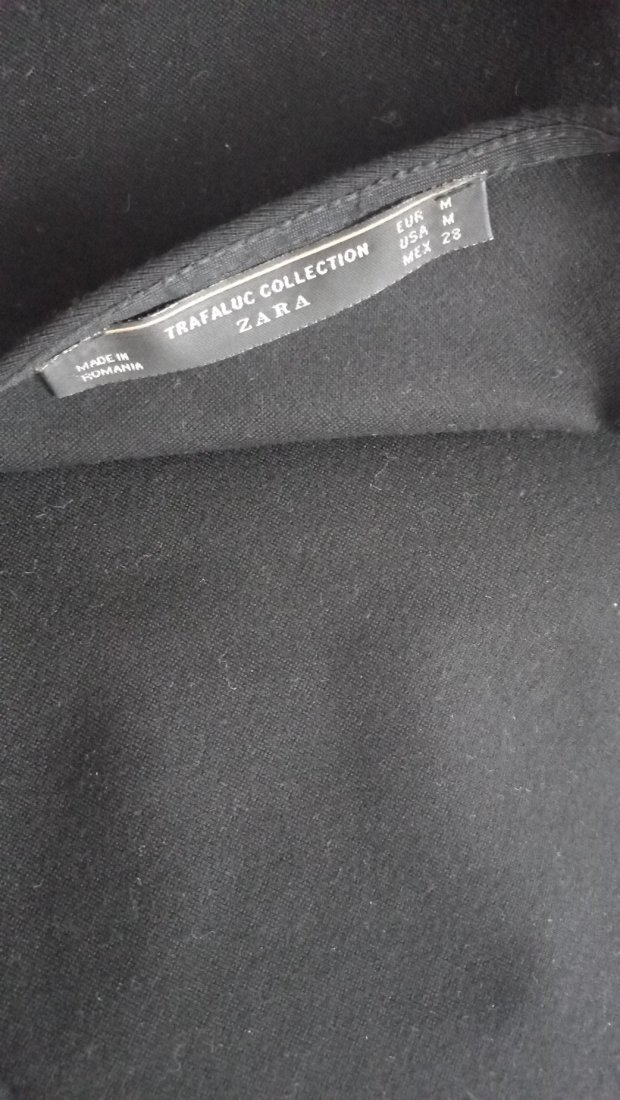 MADE IN
ROMANIA
TRAFALUC COLLECTION
ZARA
EUR M
USA M
MEX 28